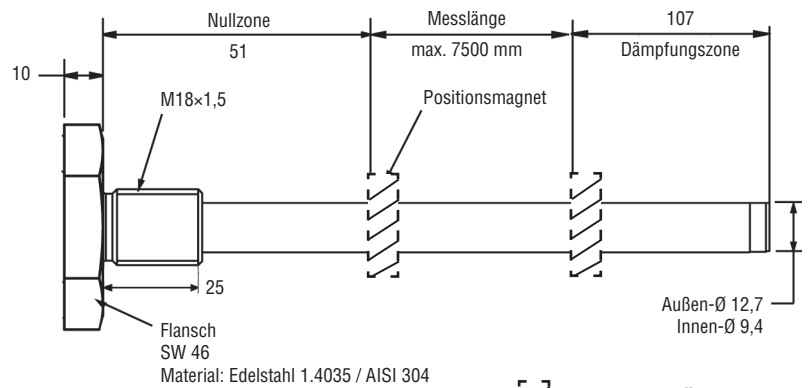 Nullzone
51
Messlänge
max. 7500 mm
107
Dämpfungszone
10
M18×1,5
Positionsmagnet
25
Außen-Ø 12,7
Innen-Ø 9,4
Flansch
SW 46
Material: Edelstahl 1.4035 / AISI 304